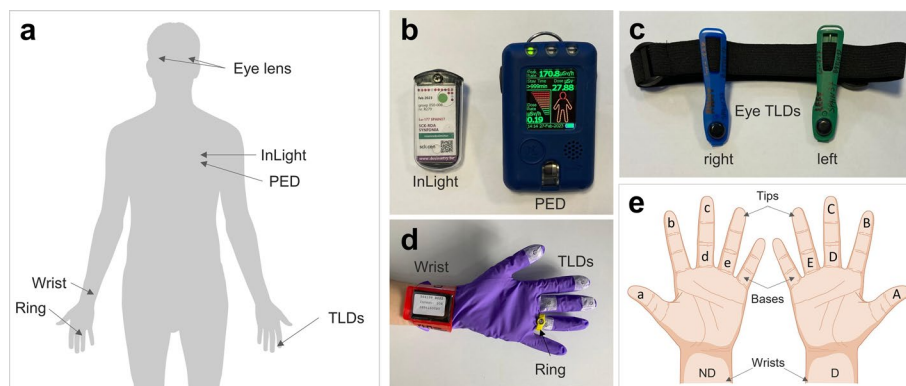 a
Eye lens
InLight
PED
Wrist
Ring
TLDs
b
InLight
170.8
27.88
0.19
PED
c
Eye TLDs
right
left
d
Wrist
TLDs
Ring
e
Tips
c
C
b
B
d
e
E
D
a
A
Bases
Wrists
ND
D